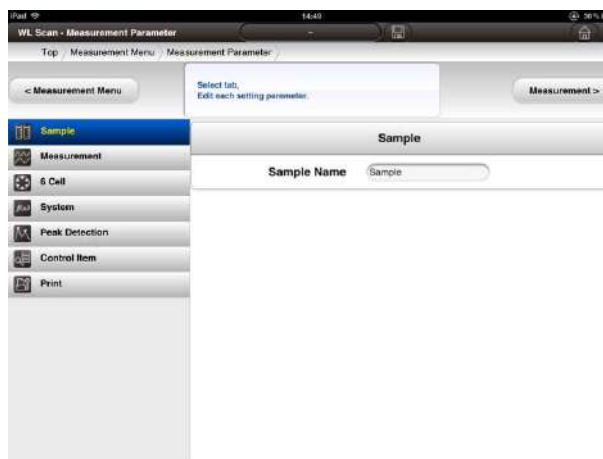 iPad
14:49
WL Scan - Measurement Parameter
-
Top / Measurement Menu / Measurement Parameter /
< Measurement Menu
Select tab,
Edit each setting parameter.
Measurement >
Sample
Measurement
6 Cell
System
Peak Detection
Control Item
Print
Sample
Sample Name
Sample